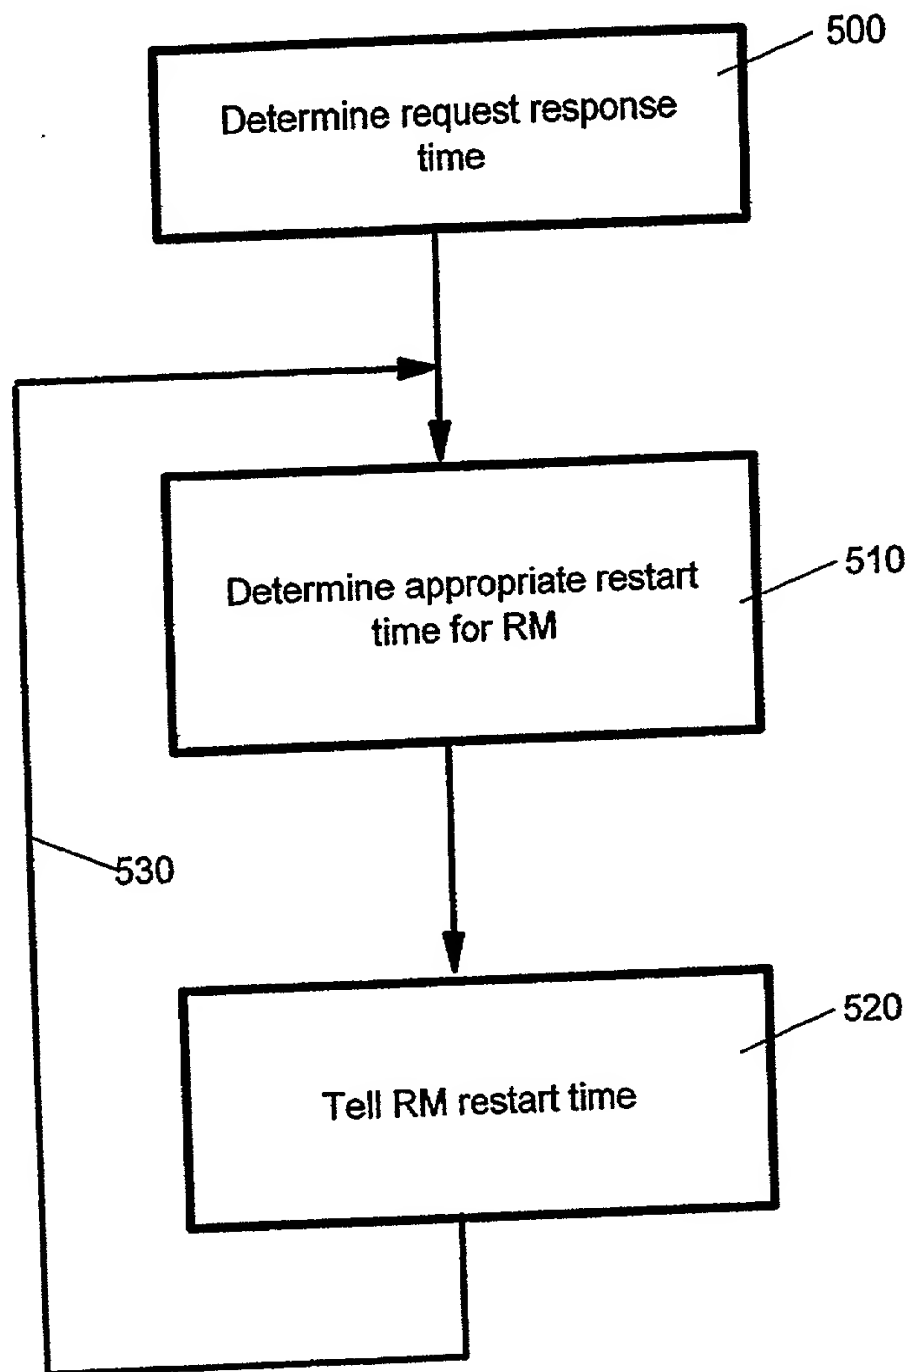 500
Determine request response
time
510
Determine appropriate restart
time for RM
530
520
Tell RM restart time